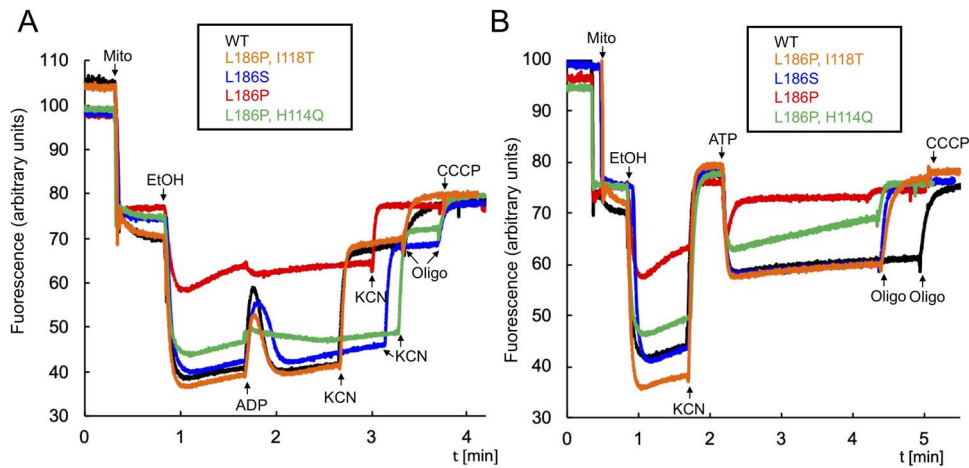 A
Mito
WT
L186P, I118T
L186S
L186P
L186P, H114Q
EtOH
CCCP
Oligo
KCN
KCN
KCN
ADP
Fuorescence (arbitrary units)
110
100
90
80
70
60
50
40
30
0
1
2
3
4
t [min]
B
Mito
WT
L186P, I118T
L186S
L186P
L186P, H114Q
EtOH
ATP
CCCP
Oligo
Oligo
KCN
Fuorescence (arbitrary units)
100
90
80
70
60
50
40
30
0
1
2
3
4
5
t [min]